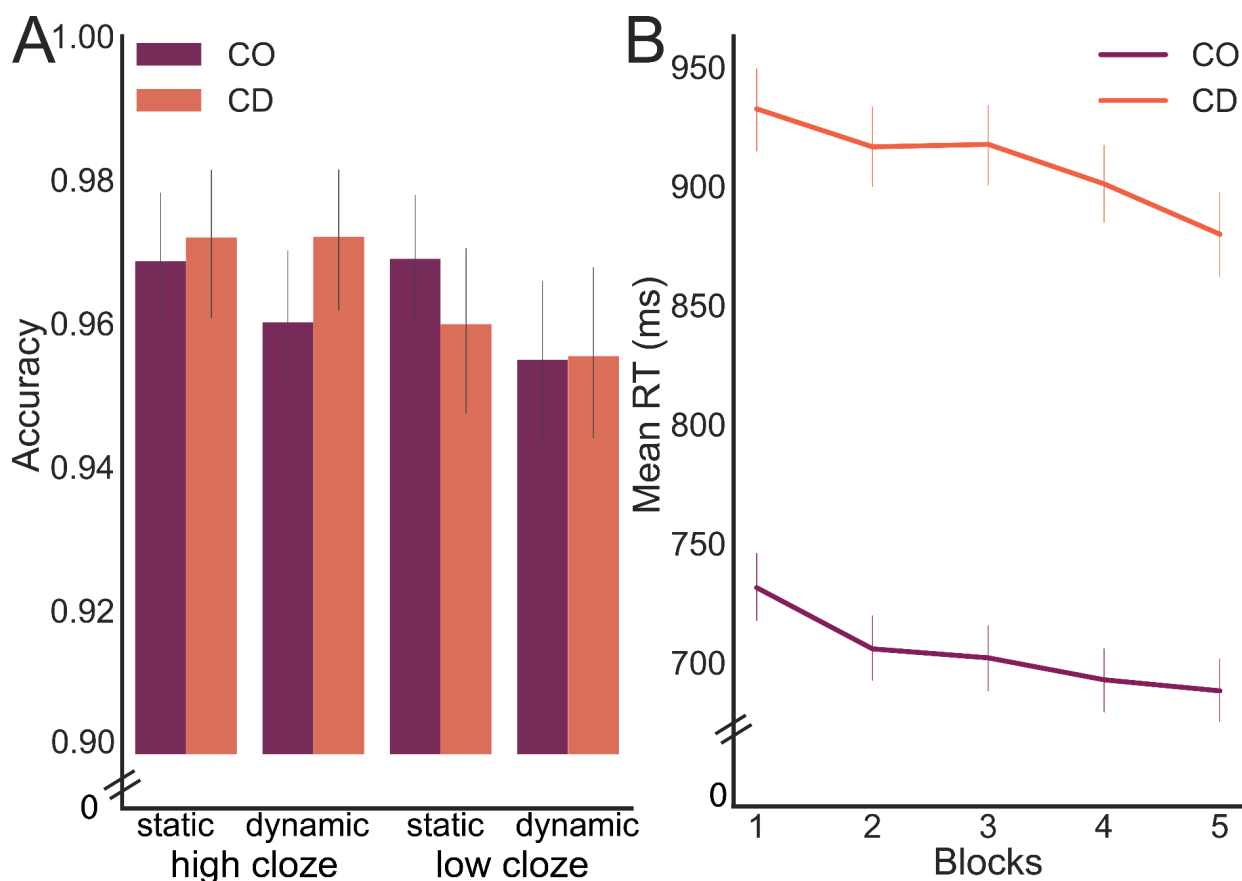 A
1.00
CO
CD
0.98
0.96
0.94
0.92
0.90
0
Accuracy
static dynamic static dynamic
high cloze low cloze
B
950
CO
CD
900
850
800
750
700
0
Mean RT (ms)
1 2 3 4 5
Blocks